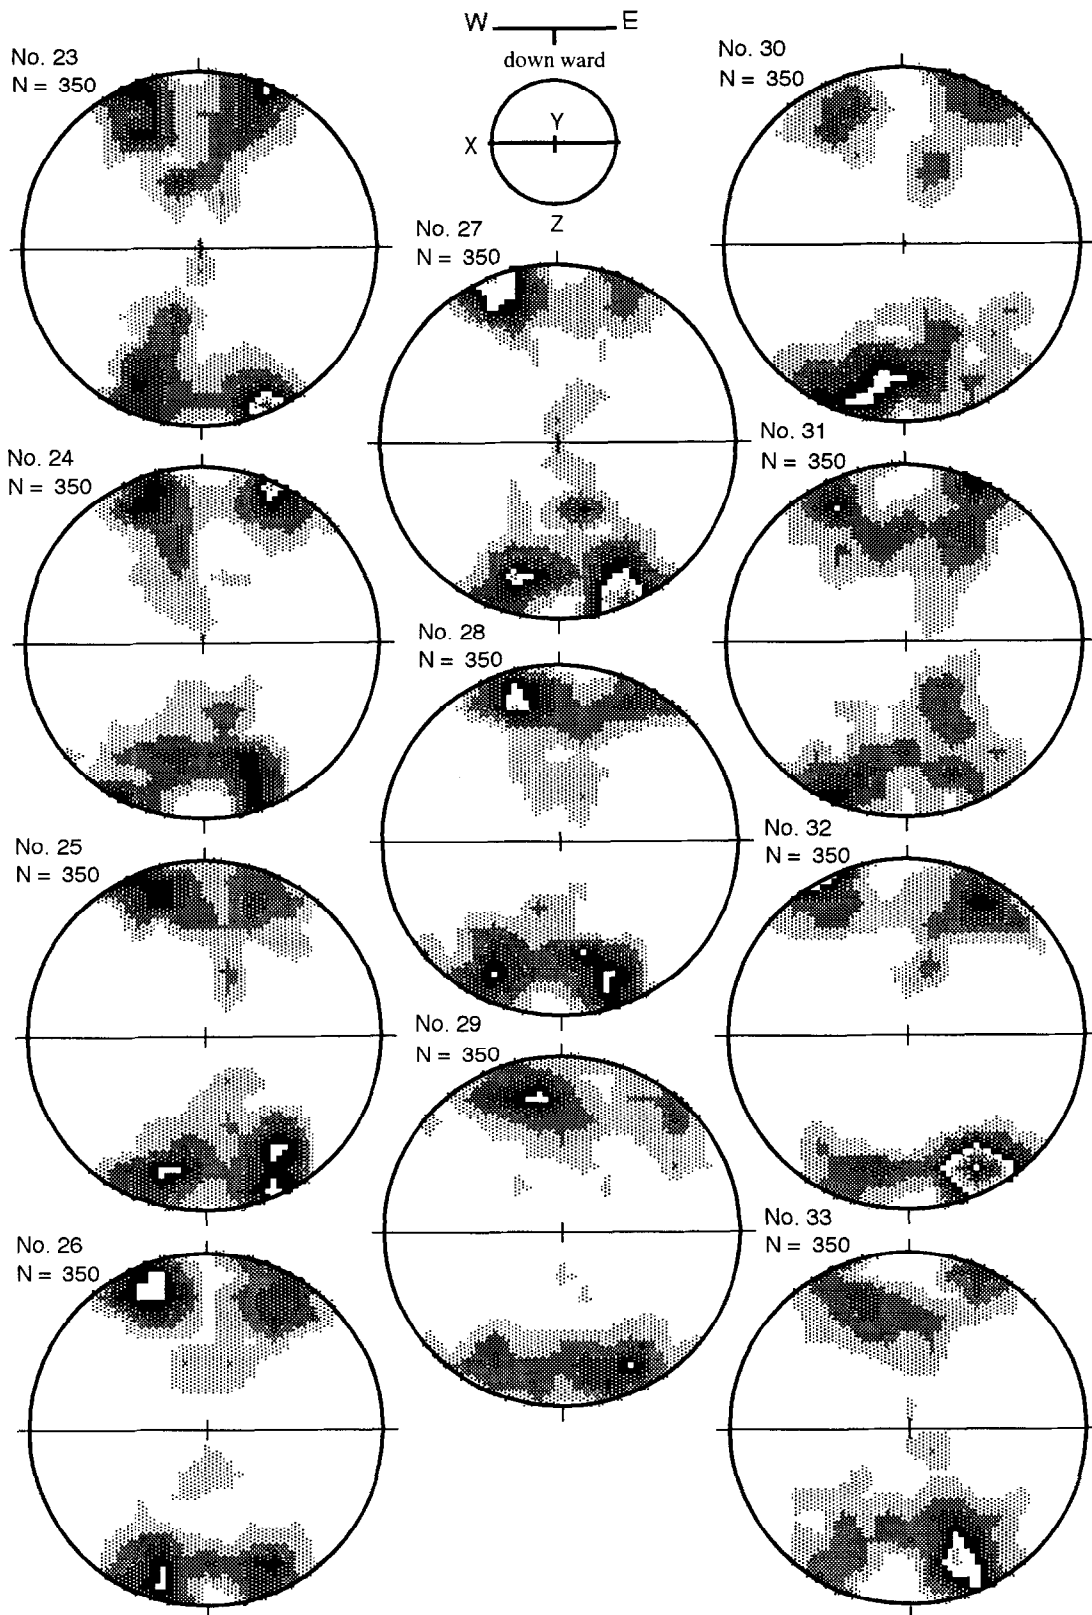 W E
down ward
Y
X
Z
No. 23
N = 350
No. 24
N = 350
No. 25
N = 350
No. 26
N = 350
No. 27
N = 350
No. 28
N = 350
No. 29
N = 350
No. 30
N = 350
No. 31
N = 350
No. 32
N = 350
No. 33
N = 350